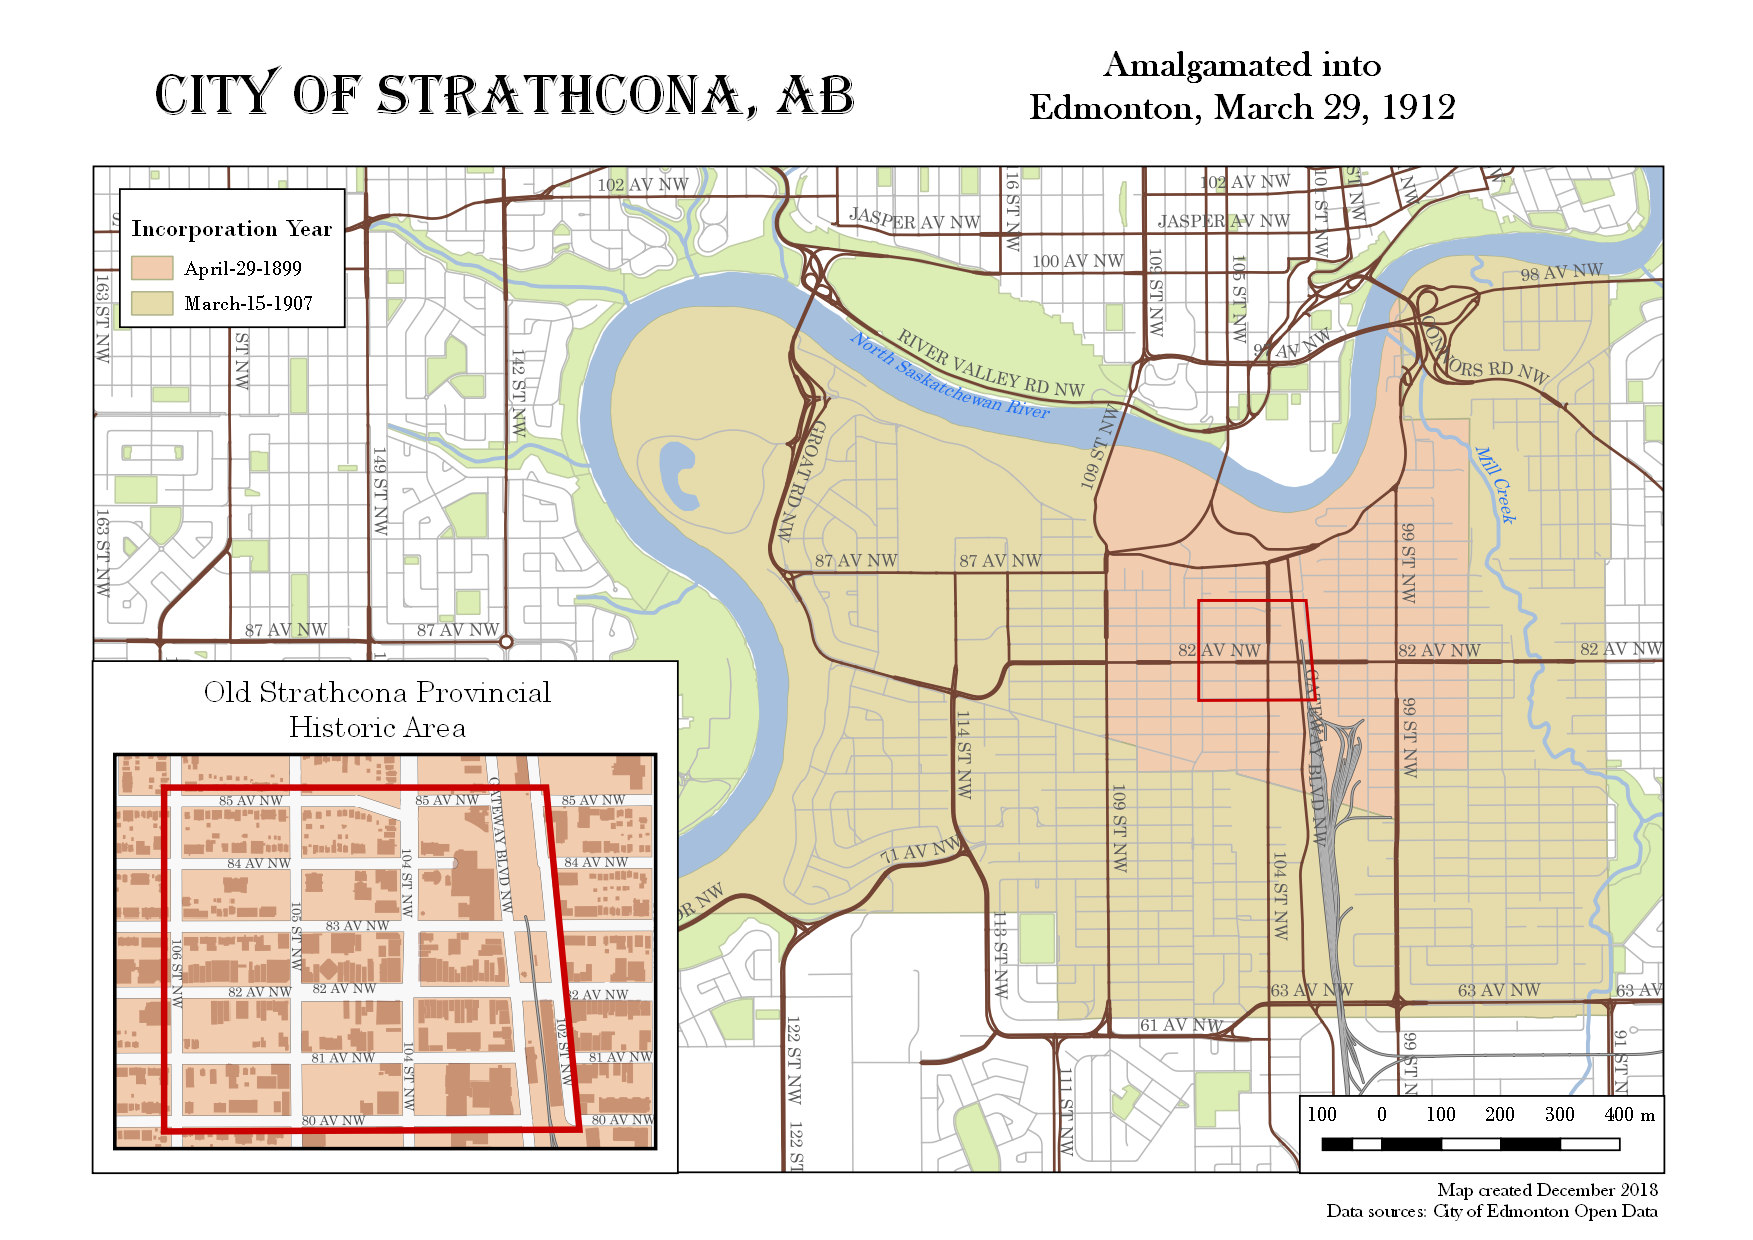 CITY OF STRATHCONA, AB
Amalgamated into
Edmonton, March 29, 1912
Incorporation Year
April-29-1899
March-15-1907
102 AV NW
JASPER AV NW
16 ST NW
100 AV NW
102 AV NW
JASPER AV NW
101 ST NW
ST NW
NW
W
109 ST NW
105 ST NW
97 AV NW
98 AV NW
CONNORS RD NW
163 ST NW
ST NW
142 ST NW
149 ST NW
163 ST NW
RIVER VALLEY RD NW
North Saskatchewan River
109 ST NW
GROAT RD NW
Mill Creek
99 ST NW
87 AV NW
87 AV NW
87 AV NW
87 AV NW
82 AV NW
82 AV NW
82 AV NW
GATEWAY BLVD NW
99 ST NW
114 ST NW
109 ST NW
104 ST NW
71 AV NW
DR NW
113 ST NW
63 AV NW
63 AV NW
63 AV
61 AV NW
122 ST NW
122 ST
111 ST NW
99 ST N
91 ST N
Old Strathcona Provincial
Historic Area
85 AV NW
85 AV NW
85 AV NW
GATEWAY BLVD NW
84 AV NW
104 ST NW
84 AV NW
105 ST NW
83 AV NW
106 ST NW
82 AV NW
82 AV NW
2 AV NW
102 ST NW
104 ST NW
81 AV NW
81 AV NW
80 AV NW
80 AV NW
100 0 100 200 300 400 m
Map created December 2018
Data sources: City of Edmonton Open Data